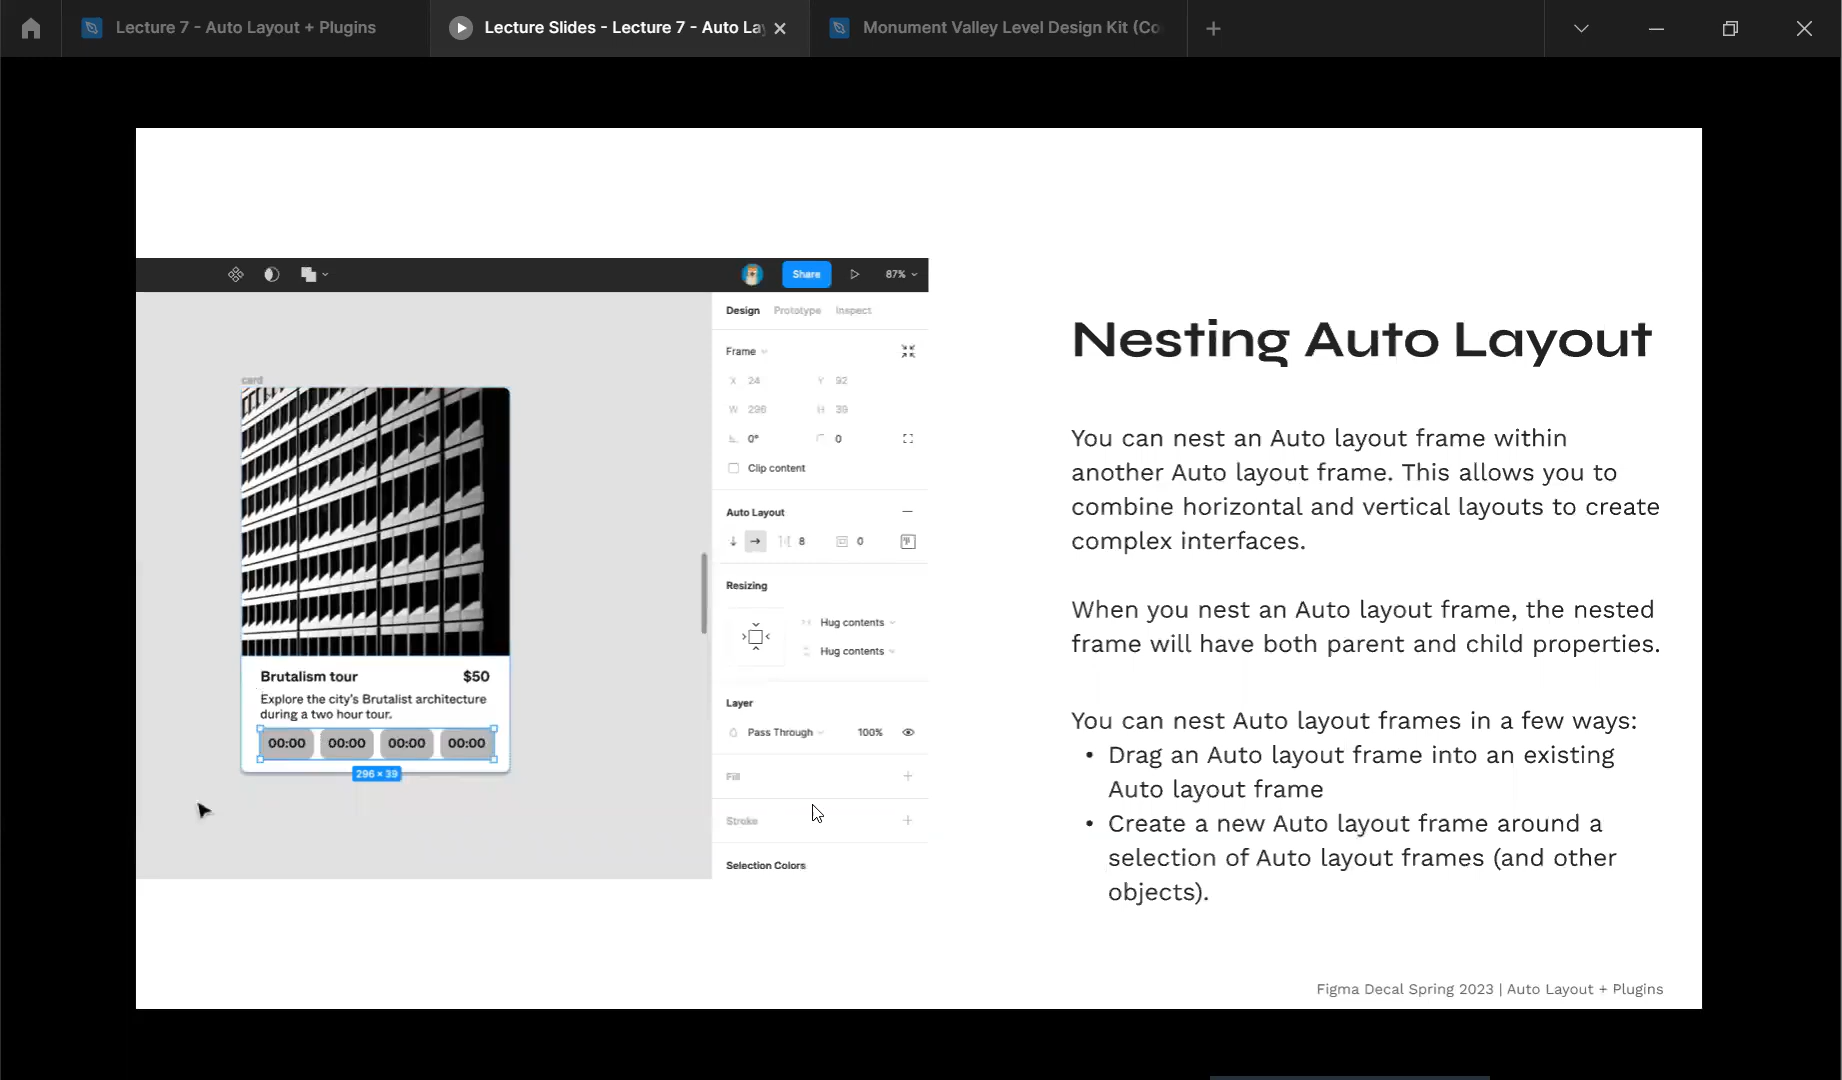 Lecture 7 - Auto Layout + Plugins
Lecture Slides - Lecture 7 - Auto La
Monument Valley Level Design Kit (Co
Share
87%
Design Prototype Inspect
Frame
X 24 Y 92
W 296 H 39
0° 0
Clip content
Auto Layout
8 0
Resizing
Hug contents
Hug contents
Layer
Pass Through 100%
Fill
Stroke
Selection Colors
card
Brutalism tour $50
Explore the city's Brutalist architecture
during a two hour tour.
00:00 00:00 00:00 00:00
296 × 39
Nesting Auto Layout
You can nest an Auto layout frame within
another Auto layout frame. This allows you to
combine horizontal and vertical layouts to create
complex interfaces.
When you nest an Auto layout frame, the nested
frame will have both parent and child properties.
You can nest Auto layout frames in a few ways:
• Drag an Auto layout frame into an existing
Auto layout frame
• Create a new Auto layout frame around a
selection of Auto layout frames (and other
objects).
Figma Decal Spring 2023 | Auto Layout + Plugins